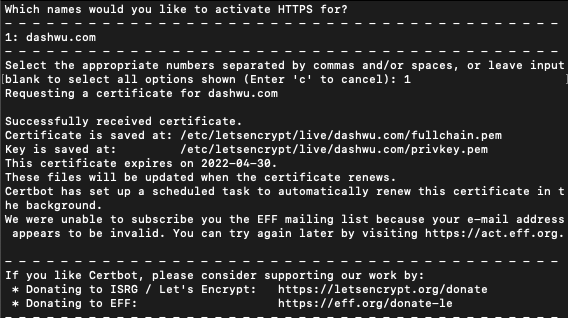 Which names would you like to activate HTTPS for?
- - - - - - - - - - - - - - - - - - - - - - - - - - - - - - - - - - - - - - - -
1: dashwu.com
- - - - - - - - - - - - - - - - - - - - - - - - - - - - - - - - - - - - - - - -
Select the appropriate numbers separated by commas and/or spaces, or leave input
blank to select all options shown (Enter 'c' to cancel): 1
Requesting a certificate for dashwu.com

Successfully received certificate.
Certificate is saved at: /etc/letsencrypt/live/dashwu.com/fullchain.pem
Key is saved at:         /etc/letsencrypt/live/dashwu.com/privkey.pem
This certificate expires on 2022-04-30.
These files will be updated when the certificate renews.
Certbot has set up a scheduled task to automatically renew this certificate in t
he background.
We were unable to subscribe you the EFF mailing list because your e-mail address
 appears to be invalid. You can try again later by visiting https://act.eff.org.

- - - - - - - - - - - - - - - - - - - - - - - - - - - - - - - - - - - - - - - -
If you like Certbot, please consider supporting our work by:
 * Donating to ISRG / Let's Encrypt:   https://letsencrypt.org/donate
 * Donating to EFF:                    https://eff.org/donate-le
- - - - - - - - - - - - - - - - - - - - - - - - - - - - - - - - - - - - - - - -